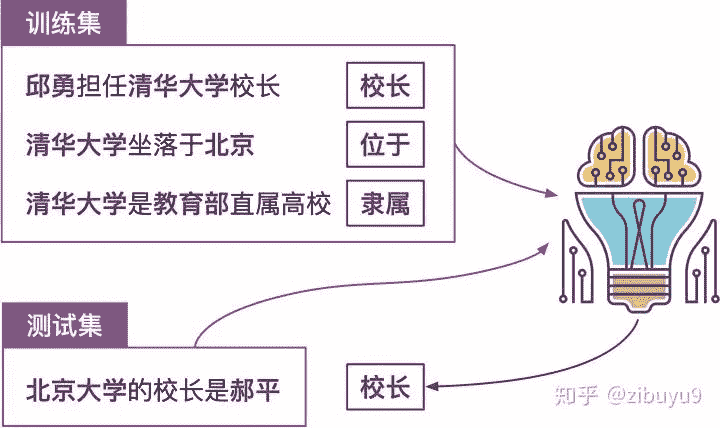 训练集
邱勇担任清华大学校长 校长
清华大学坐落于北京 位于
清华大学是教育部直属高校 隶属
测试集
北京大学的校长是郝平 校长
知乎 @zibuyu9